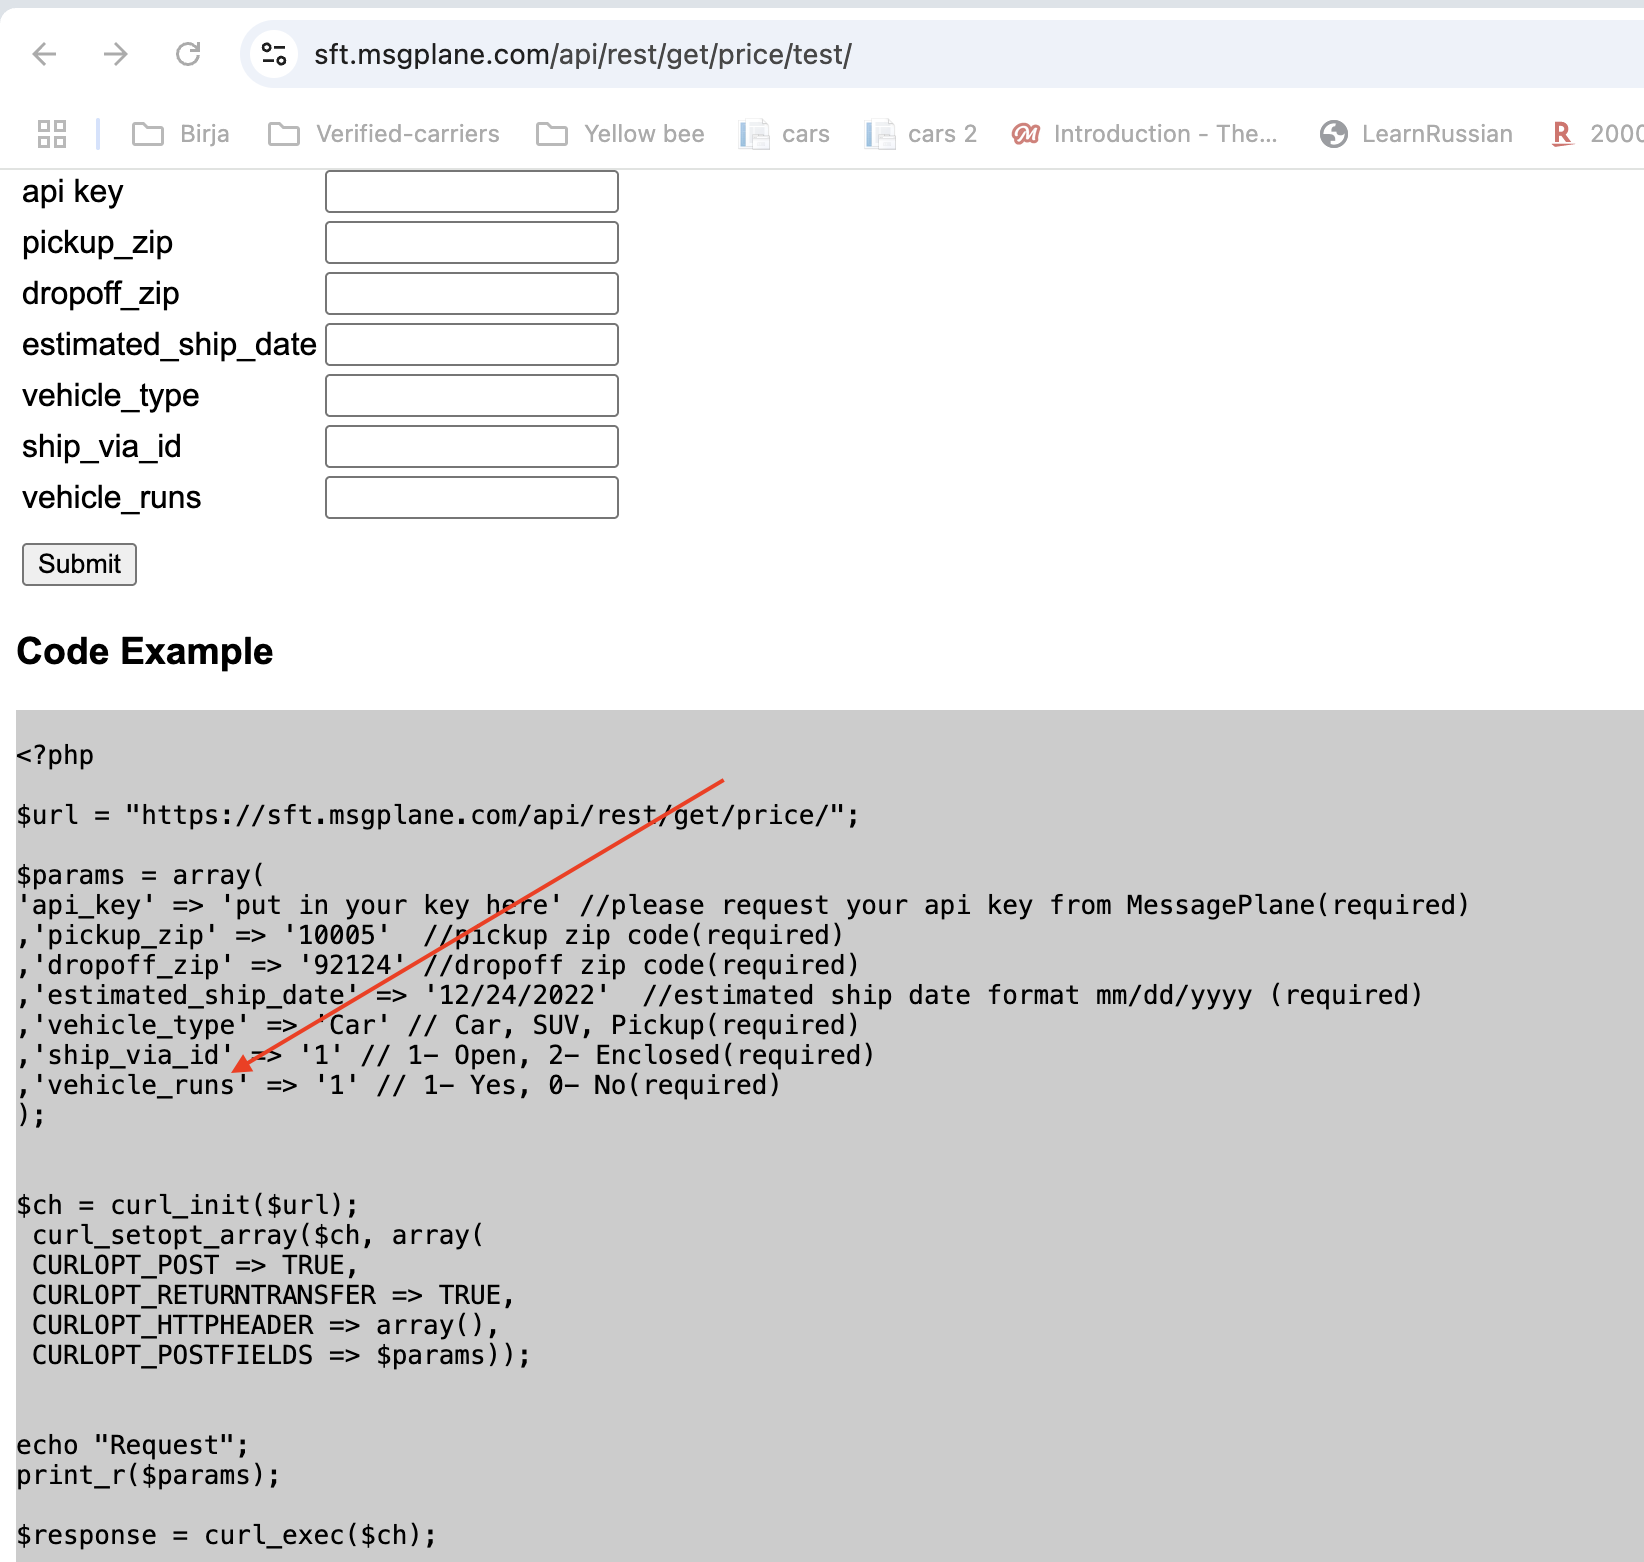 sft.msgplane.com/api/rest/get/price/test/
Birja Verified-carriers Yellow bee cars cars 2 Introduction - The... LearnRussian 2000
api key
pickup_zip
dropoff_zip
estimated_ship_date
vehicle_type
ship_via_id
vehicle_runs
Submit
Code Example
<?php
$url = "https://sft.msgplane.com/api/rest/get/price/";
$params = array(
'api_key' => 'put in your key here' //please request your api key from MessagePlane(required)
,'pickup_zip' => '10005'  //pickup zip code(required)
,'dropoff_zip' => '92124' //dropoff zip code(required)
,'estimated_ship_date' => '12/24/2022'  //estimated ship date format mm/dd/yyyy (required)
,'vehicle_type' => 'Car' // Car, SUV, Pickup(required)
,'ship_via_id' => '1' // 1- Open, 2- Enclosed(required)
,'vehicle_runs' => '1' // 1- Yes, 0- No(required)
);
$ch = curl_init($url);
curl_setopt_array($ch, array(
CURLOPT_POST => TRUE,
CURLOPT_RETURNTRANSFER => TRUE,
CURLOPT_HTTPHEADER => array(),
CURLOPT_POSTFIELDS => $params));
echo "Request";
print_r($params);
$response = curl_exec($ch);